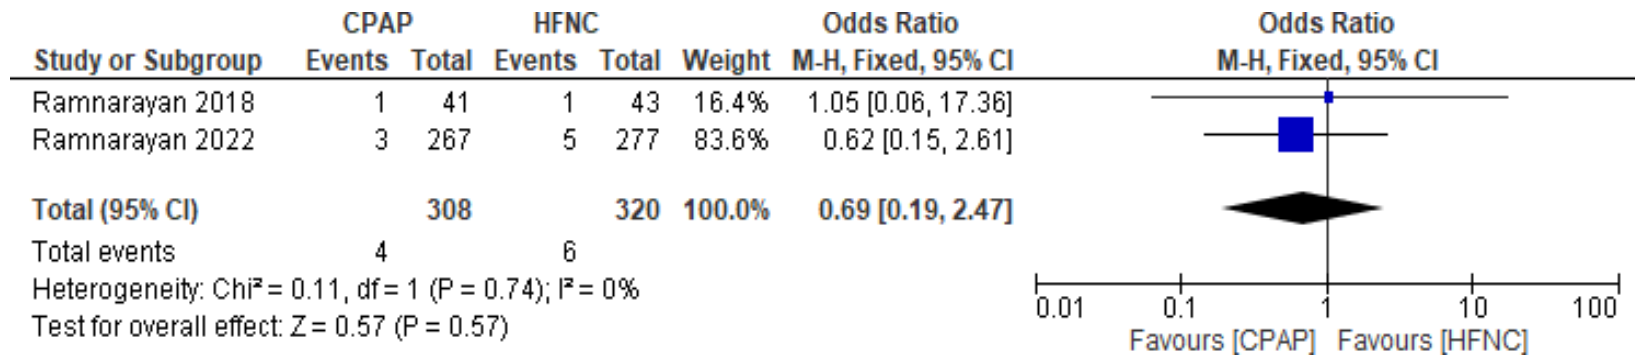 CPAP HFNC Odds Ratio Odds Ratio
Study or Subgroup Events Total Events Total Weight M-H, Fixed, 95% CI M-H, Fixed, 95% CI
Ramnarayan 2018 1 41 1 43 16.4% 1.05 [0.06, 17.36]
Ramnarayan 2022 3 267 5 277 83.6% 0.62 [0.15, 2.61]
Total (95% CI) 308 320 100.0% 0.69 [0.19, 2.47]
Total events 4 6
Heterogeneity: Chi² = 0.11, df = 1 (P = 0.74); I² = 0%
Test for overall effect: Z = 0.57 (P = 0.57)
0.01 0.1 1 10 100
Favours [CPAP] Favours [HFNC]